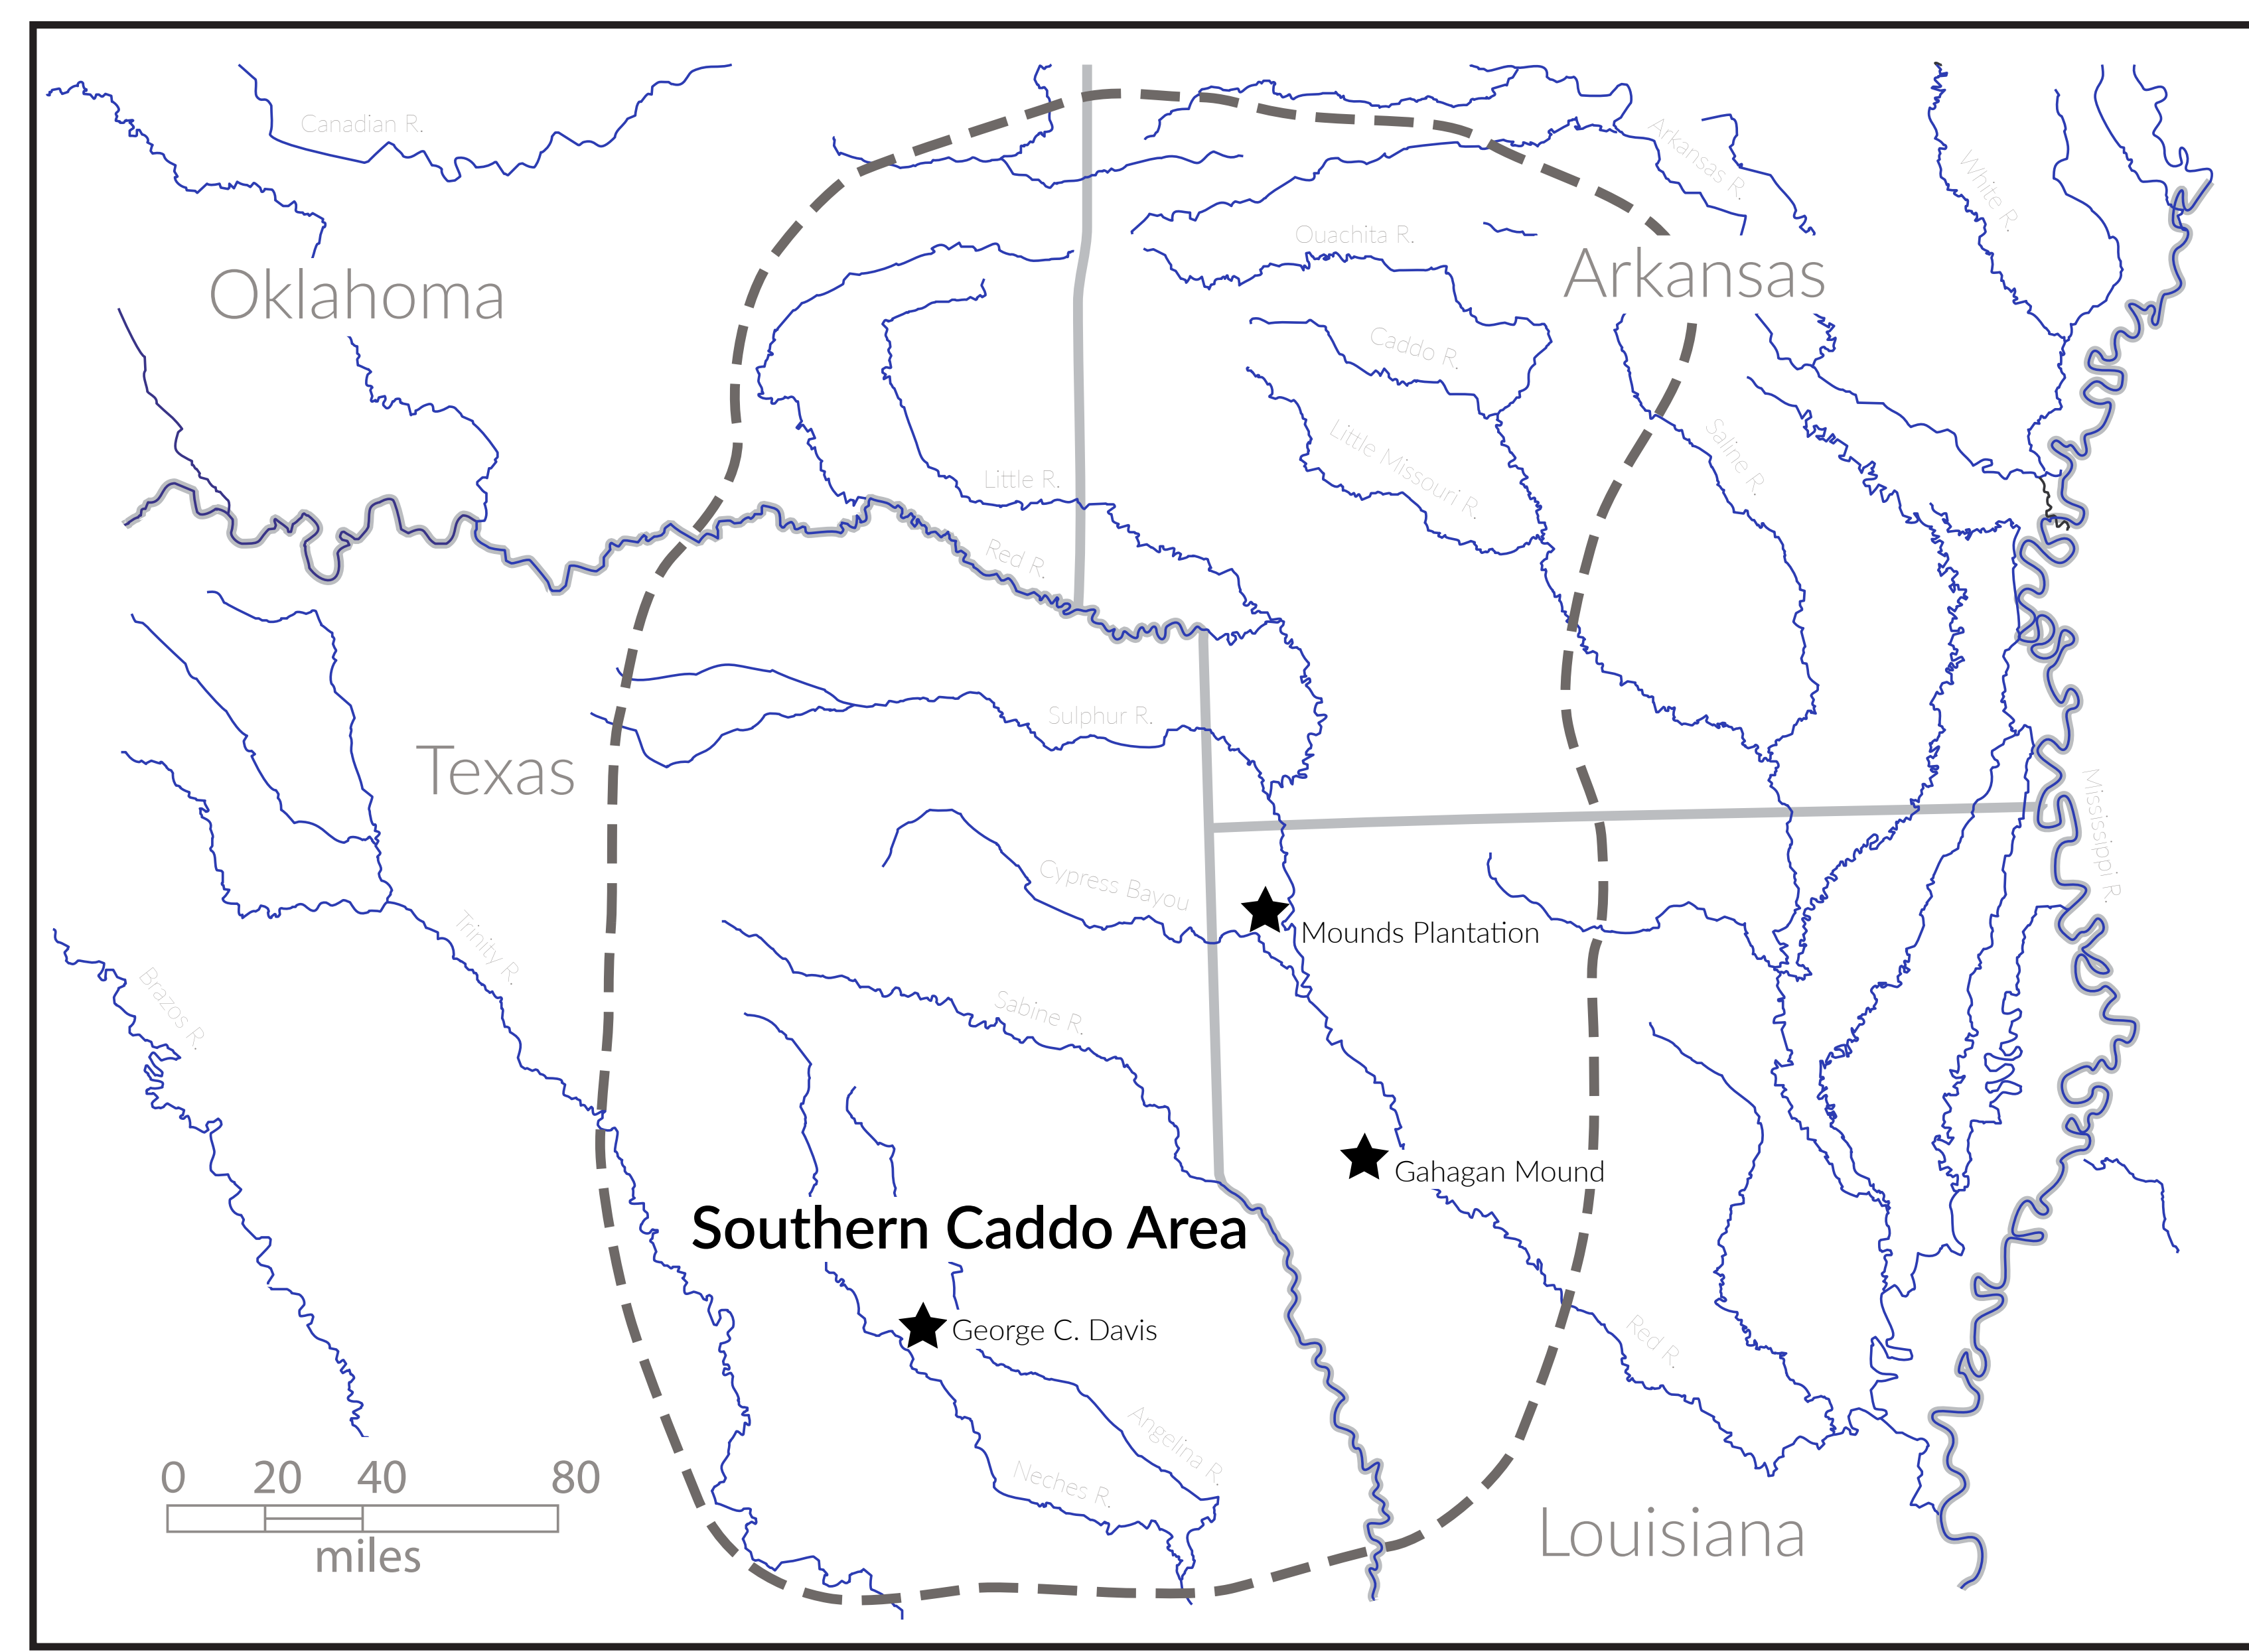 Canadian R.
Arkansas R.
White R.
Ouachita R.
Oklahoma
Arkansas
Caddo R.
Little Missouri R.
Saline R.
Little R.
Red R.
Sulphur R.
Texas
Mississippi R.
Cypress Bayou
Mounds Plantation
Trinity R.
Brazos R.
Sabine R.
Gahagan Mound
Southern Caddo Area
George C. Davis
Red R.
Angelina R.
Neches R.
Louisiana
0 20 40 80
miles